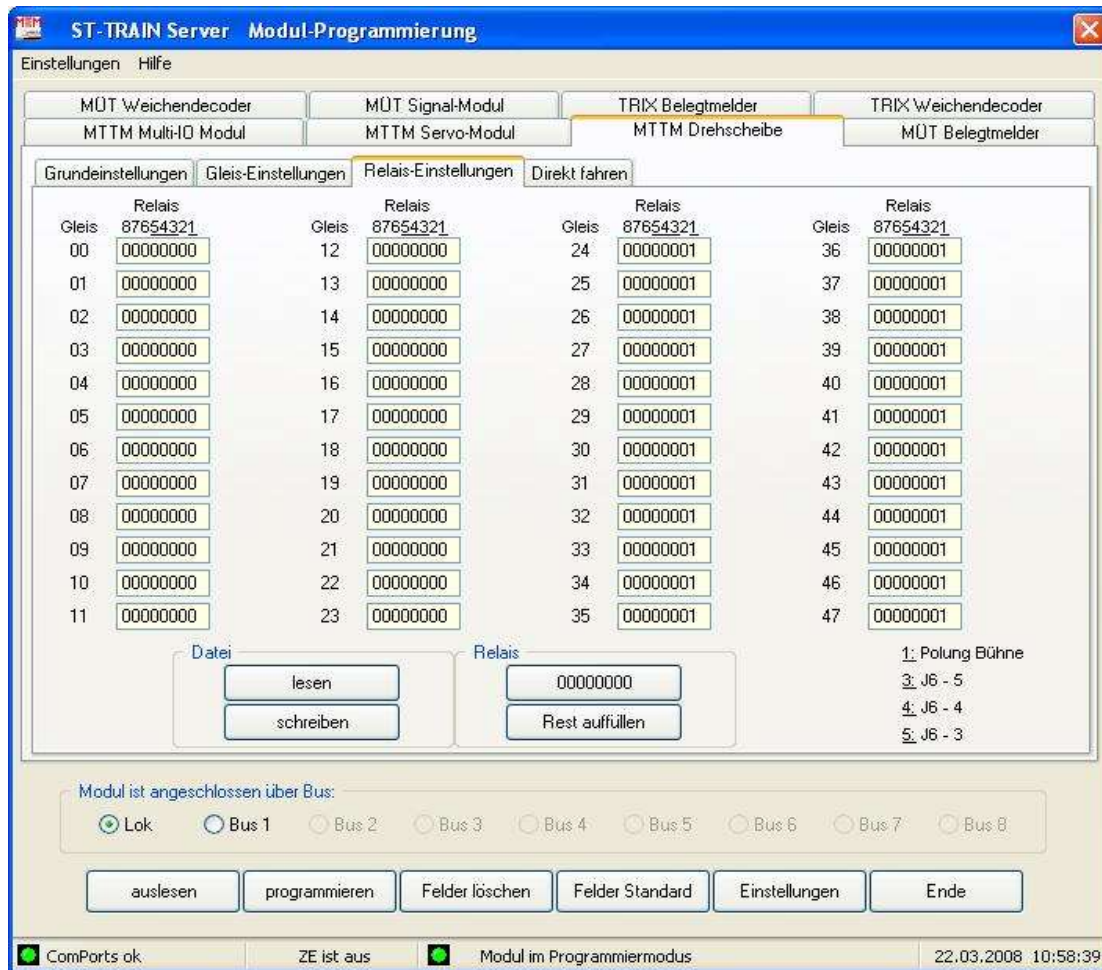 MEM ST-TRAIN Server Modul-Programmierung
Einstellungen Hilfe
MÜT Weichendecoder MÜT Signal-Modul TRIX Belegtmelder TRIX Weichendecoder
MTTM Multi-IO Modul MTTM Servo-Modul MTTM Drehscheibe MÜT Belegtmelder
Grundeinstellungen Gleis-Einstellungen Relais-Einstellungen Direkt fahren
Relais Relais Relais Relais
Gleis 87654321 Gleis 87654321 Gleis 87654321 Gleis 87654321
00 00000000 12 00000000 24 00000001 36 00000001
01 00000000 13 00000000 25 00000001 37 00000001
02 00000000 14 00000000 26 00000001 38 00000001
03 00000000 15 00000000 27 00000001 39 00000001
04 00000000 16 00000000 28 00000001 40 00000001
05 00000000 17 00000000 29 00000001 41 00000001
06 00000000 18 00000000 30 00000001 42 00000001
07 00000000 19 00000000 31 00000001 43 00000001
08 00000000 20 00000000 32 00000001 44 00000001
09 00000000 21 00000000 33 00000001 45 00000001
10 00000000 22 00000000 34 00000001 46 00000001
11 00000000 23 00000000 35 00000001 47 00000001
Datei Relais 1: Polung Bühne
lesen 00000000 3: J6 - 5
4: J6 - 4
schreiben Rest auffüllen 5: J6 - 3
Modul ist angeschlossen über Bus:
Lok Bus 1 Bus 2 Bus 3 Bus 4 Bus 5 Bus 6 Bus 7 Bus 8
auslesen programmieren Felder löschen Felder Standard Einstellungen Ende
ComPorts ok ZE ist aus Modul im Programmiermodus 22.03.2008 10:58:39